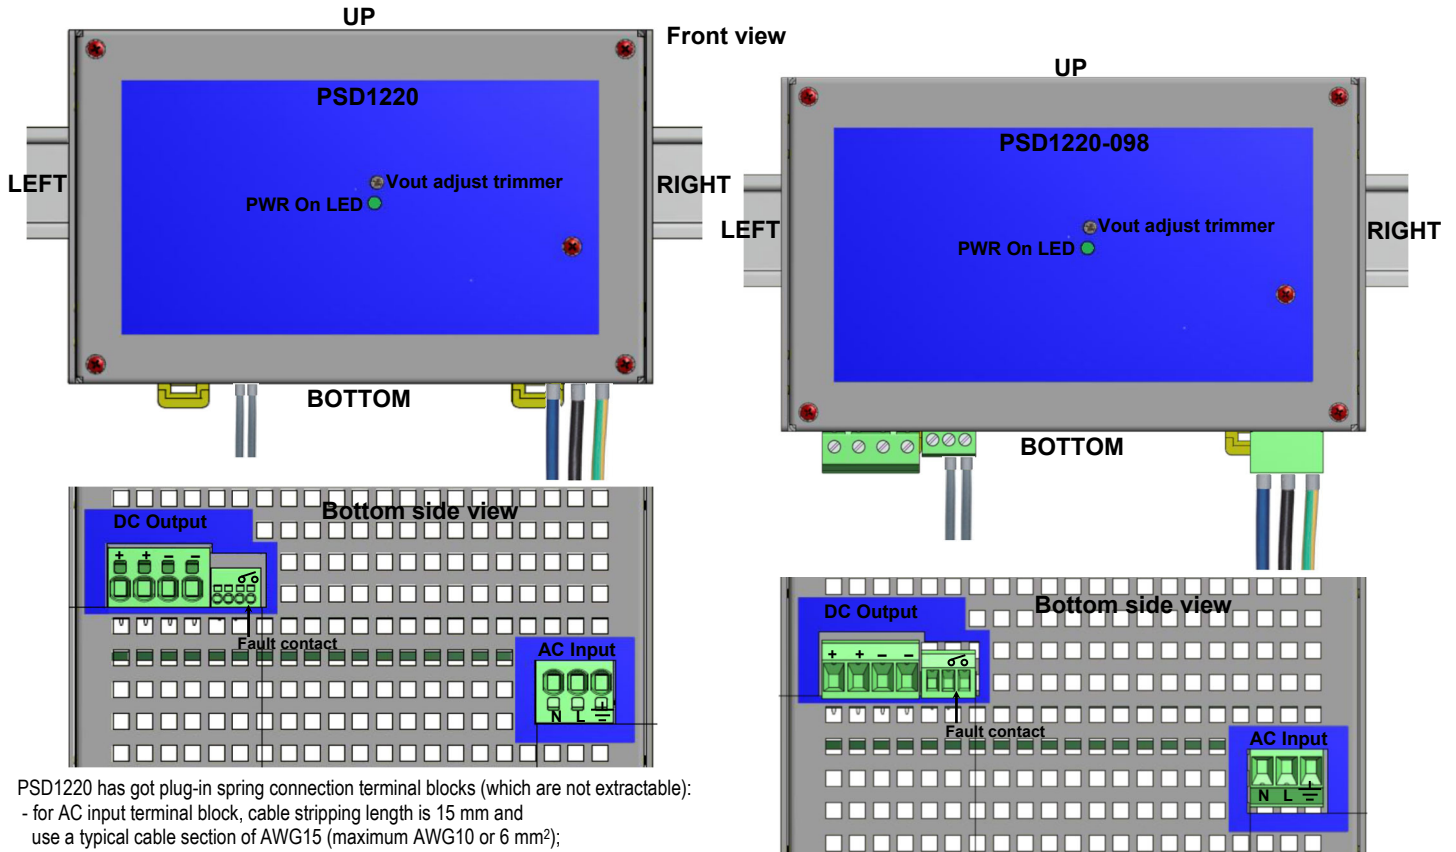 UP
Front view
PSD1220
LEFT
RIGHT
Vout adjust trimmer
PWR On LED
BOTTOM
Bottom side view
DC Output
+ + – –
Fault contact
AC Input
N L
UP
PSD1220-098
LEFT
RIGHT
Vout adjust trimmer
PWR On LED
BOTTOM
Bottom side view
DC Output
+ + – –
Fault contact
AC Input
N L
PSD1220 has got plug-in spring connection terminal blocks (which are not extractable):
- for AC input terminal block, cable stripping length is 15 mm and
use a typical cable section of AWG15 (maximum AWG10 or 6 mm²);